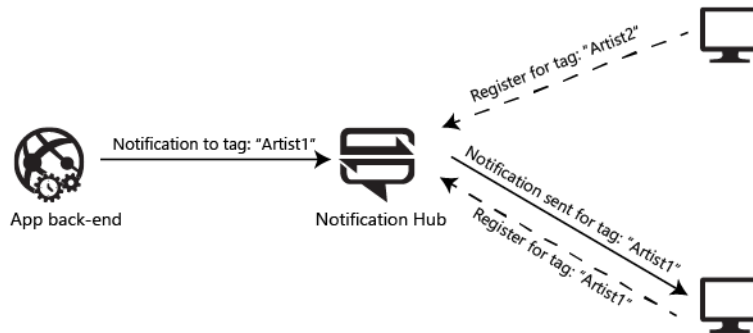 Register for tag: "Artist2"
Notification to tag: "Artist1"
App back-end
Notification Hub
Notification sent for tag: "Artist1"
Register for tag: "Artist1"